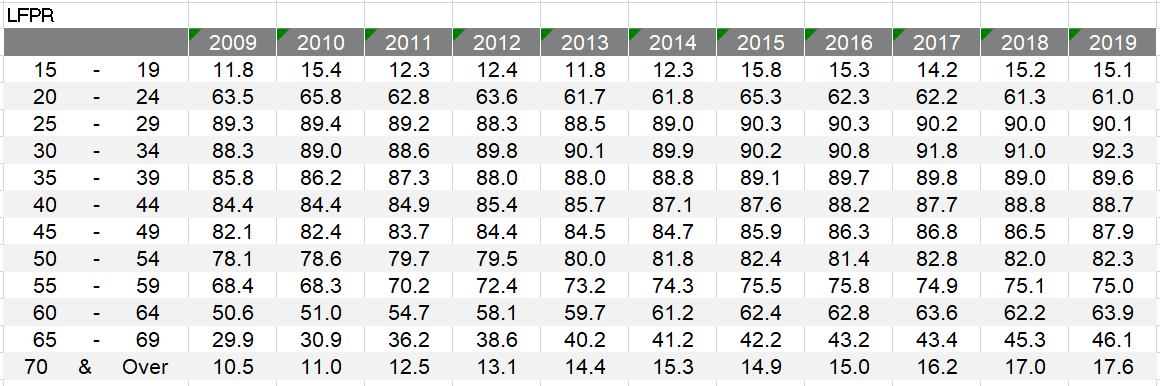 LFPR
2009 2010 2011 2012 2013 2014 2015 2016 2017 2018 2019
15 - 19 11.8 15.4 12.3 12.4 11.8 12.3 15.8 15.3 14.2 15.2 15.1
20 - 24 63.5 65.8 62.8 63.6 61.7 61.8 65.3 62.3 62.2 61.3 61.0
25 - 29 89.3 89.4 89.2 88.3 88.5 89.0 90.3 90.3 90.2 90.0 90.1
30 - 34 88.3 89.0 88.6 89.8 90.1 89.9 90.2 90.8 91.8 91.0 92.3
35 - 39 85.8 86.2 87.3 88.0 88.0 88.8 89.1 89.7 89.8 89.0 89.6
40 - 44 84.4 84.4 84.9 85.4 85.7 87.1 87.6 88.2 87.7 88.8 88.7
45 - 49 82.1 82.4 83.7 84.4 84.5 84.7 85.9 86.3 86.8 86.5 87.9
50 - 54 78.1 78.6 79.7 79.5 80.0 81.8 82.4 81.4 82.8 82.0 82.3
55 - 59 68.4 68.3 70.2 72.4 73.2 74.3 75.5 75.8 74.9 75.1 75.0
60 - 64 50.6 51.0 54.7 58.1 59.7 61.2 62.4 62.8 63.6 62.2 63.9
65 - 69 29.9 30.9 36.2 38.6 40.2 41.2 42.2 43.2 43.4 45.3 46.1
70 & Over 10.5 11.0 12.5 13.1 14.4 15.3 14.9 15.0 16.2 17.0 17.6